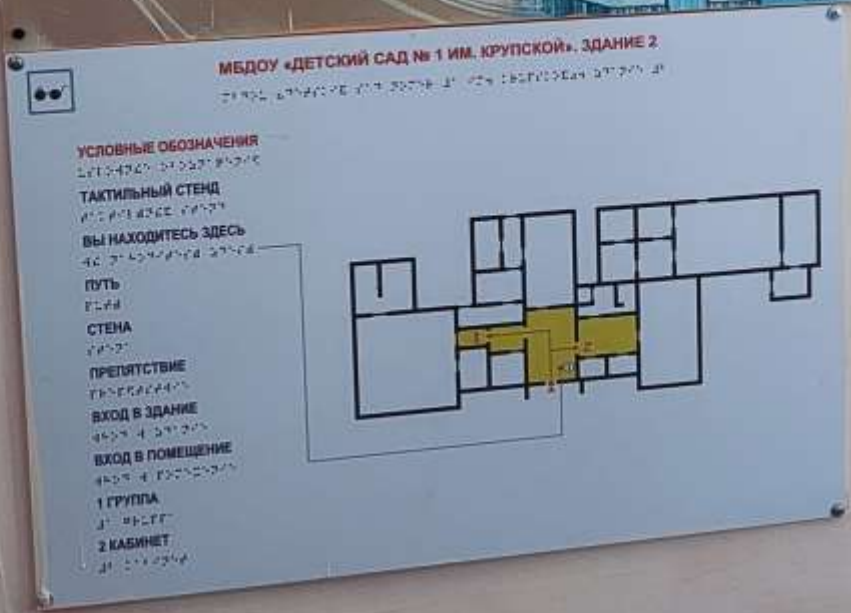 МБДОУ «ДЕТСКИЙ САД № 1 ИМ. КРУПСКОЙ». ЗДАНИЕ 2
УСЛОВНЫЕ ОБОЗНАЧЕНИЯ
ТАКТИЛЬНЫЙ СТЕНД
ВЫ НАХОДИТЕСЬ ЗДЕСЬ
ПУТЬ
СТЕНА
ПРЕПЯТСТВИЕ
ВХОД В ЗДАНИЕ
ВХОД В ПОМЕЩЕНИЕ
1 ГРУППА
2 КАБИНЕТ